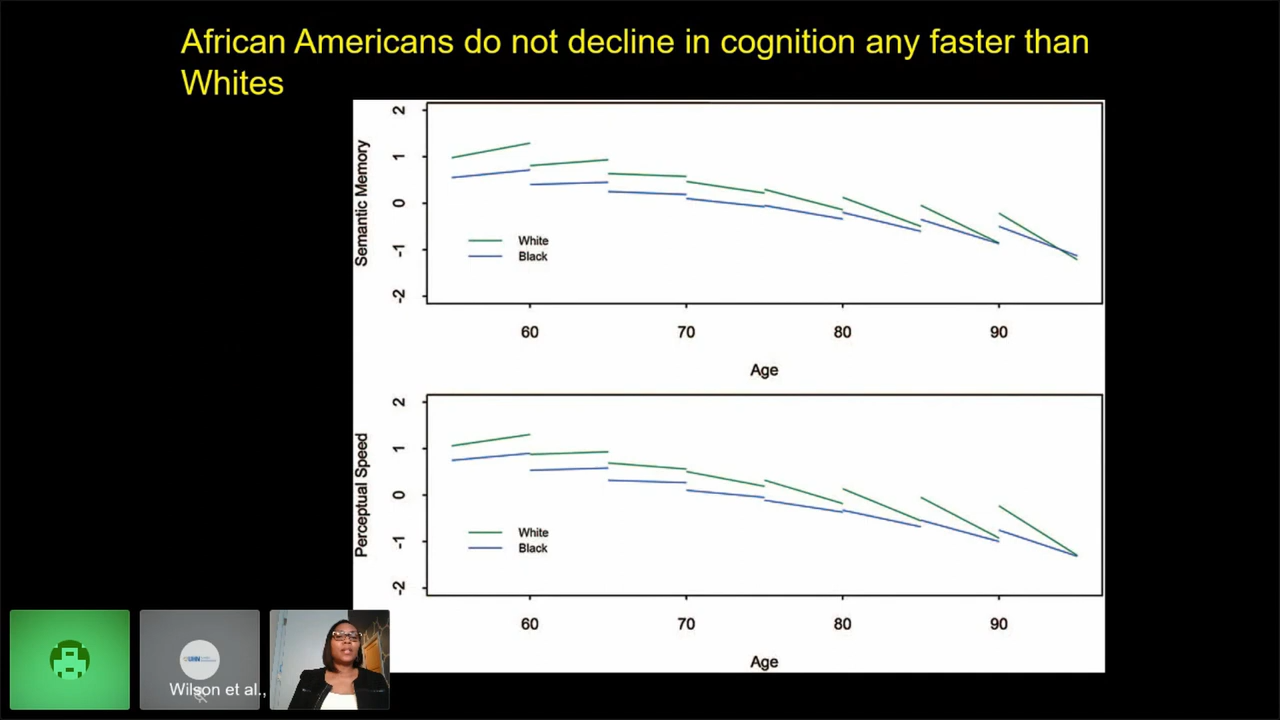 African Americans do not decline in cognition any faster than
Whites
2
1
0
-1
-2
Semantic Memory
White
Black
60 70 80 90
Age
2
1
0
-1
-2
Perceptual Speed
White
Black
60 70 80 90
Age
Wilson et al.,